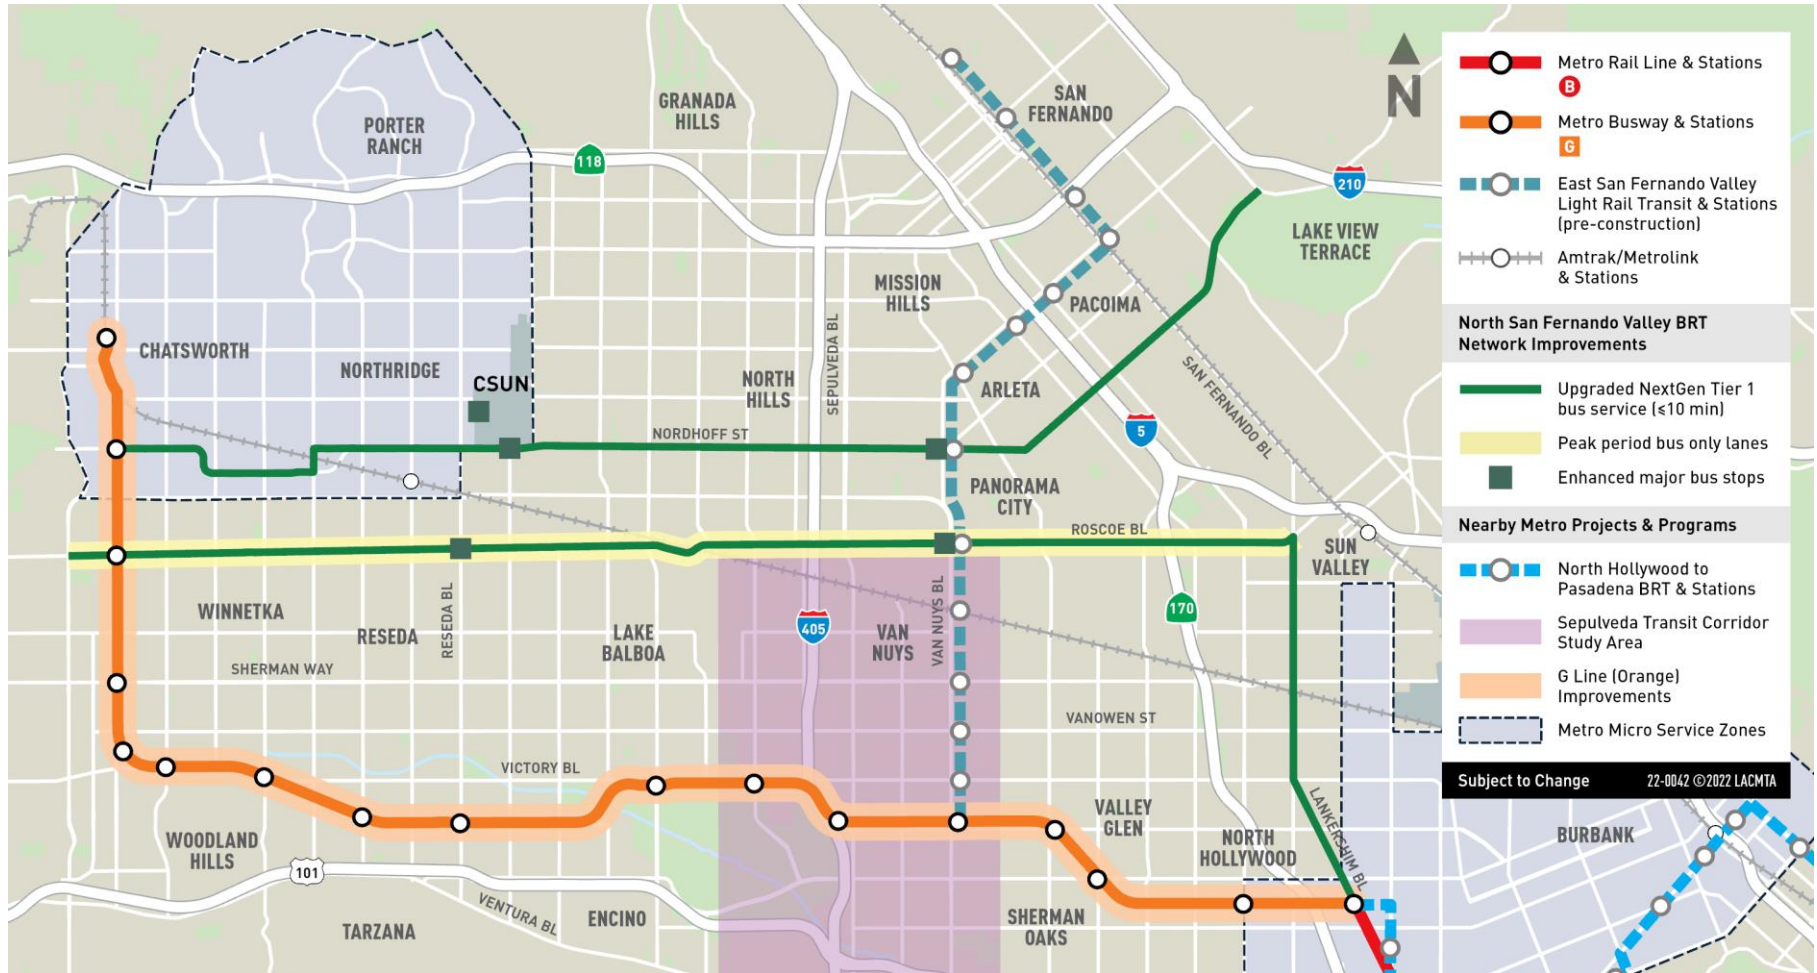 PORTER
RANCH
GRANADA
HILLS
118
SAN
FERNANDO
N
210
LAKE VIEW
TERRACE
MISSION
HILLS
PACOIMA
CHATSWORTH
NORTHRIDGE
CSUN
NORTH
HILLS
SEPULVEDA BL
ARLETA
SAN FERNANDO BL
5
NORDHOFF ST
PANORAMA
CITY
ROSCOE BL
SUN
VALLEY
WINNETKA
RESEDA
RESEDA BL
LAKE
BALBOA
405
VAN
NUYS
VAN NUYS BL
170
SHERMAN WAY
VANOWEN ST
VICTORY BL
WOODLAND
HILLS
101
VALLEY
GLEN
NORTH
HOLLYWOOD
LANKERSHIM BL
BURBANK
TARZANA
VENTURA BL
ENCINO
SHERMAN
OAKS
Metro Rail Line & Stations
B
Metro Busway & Stations
G
East San Fernando Valley
Light Rail Transit & Stations
(pre-construction)
Amtrak/Metrolink
& Stations
North San Fernando Valley BRT
Network Improvements
Upgraded NextGen Tier 1
bus service (≤10 min)
Peak period bus only lanes
Enhanced major bus stops
Nearby Metro Projects & Programs
North Hollywood to
Pasadena BRT & Stations
Sepulveda Transit Corridor
Study Area
G Line (Orange)
Improvements
Metro Micro Service Zones
Subject to Change 22-0042 ©2022 LACMTA